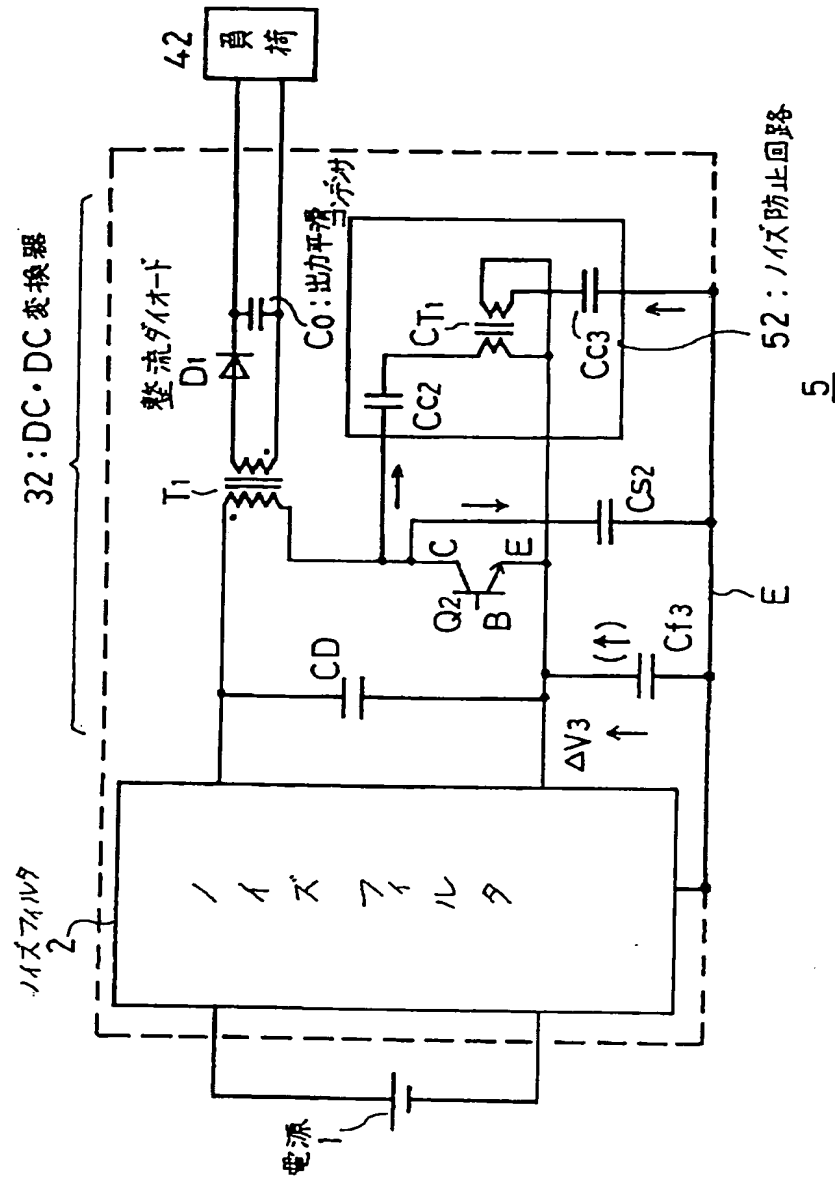 32:DC・DC変換器
42
負荷
整流ダイオード
D1
T1
C0:出力平滑
コンデンサ
ノイズフィルタ
2
ノイズフィルタ
CD
CC2
CT1
CC3
C
Q2
B
E
CS2
ΔV3
(↑)
Cf3
E
52:ノイズ防止回路
電源
1
5